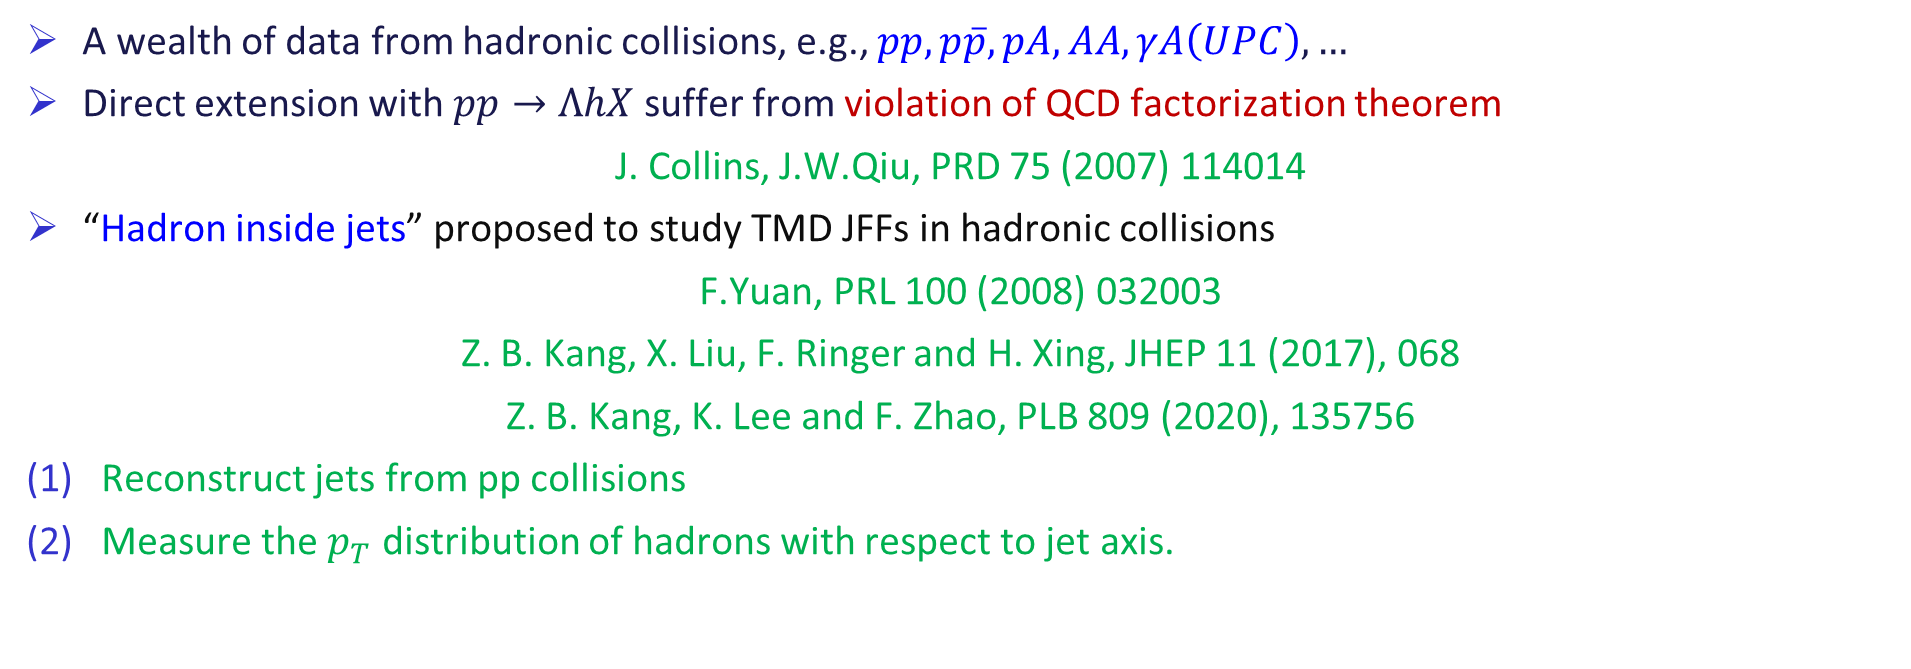 ➢ A wealth of data from hadronic collisions, e.g., pp, pp̄, pA, AA, γA(UPC), …
➢ Direct extension with pp → ΛhX suffer from violation of QCD factorization theorem
J. Collins, J.W.Qiu, PRD 75 (2007) 114014
➢ “Hadron inside jets” proposed to study TMD JFFs in hadronic collisions
F.Yuan, PRL 100 (2008) 032003
Z. B. Kang, X. Liu, F. Ringer and H. Xing, JHEP 11 (2017), 068
Z. B. Kang, K. Lee and F. Zhao, PLB 809 (2020), 135756
(1) Reconstruct jets from pp collisions
(2) Measure the p_T distribution of hadrons with respect to jet axis.